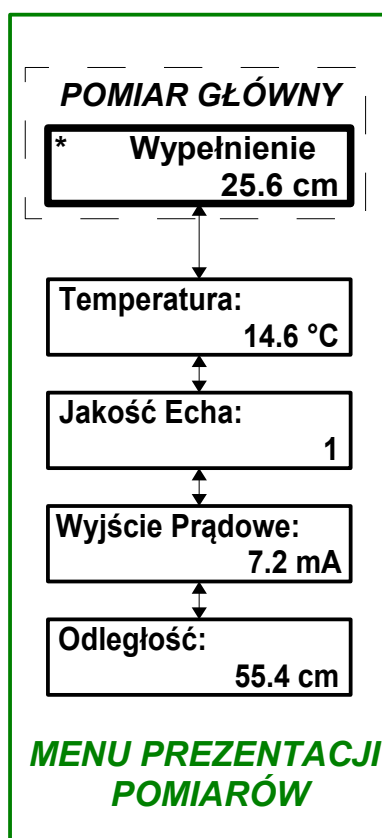 POMIAR GŁÓWNY
* Wypełnienie
25.6 cm
Temperatura:
14.6 °C
Jakość Echa:
1
Wyjście Prądowe:
7.2 mA
Odległość:
55.4 cm
MENU PREZENTACJI
POMIARÓW